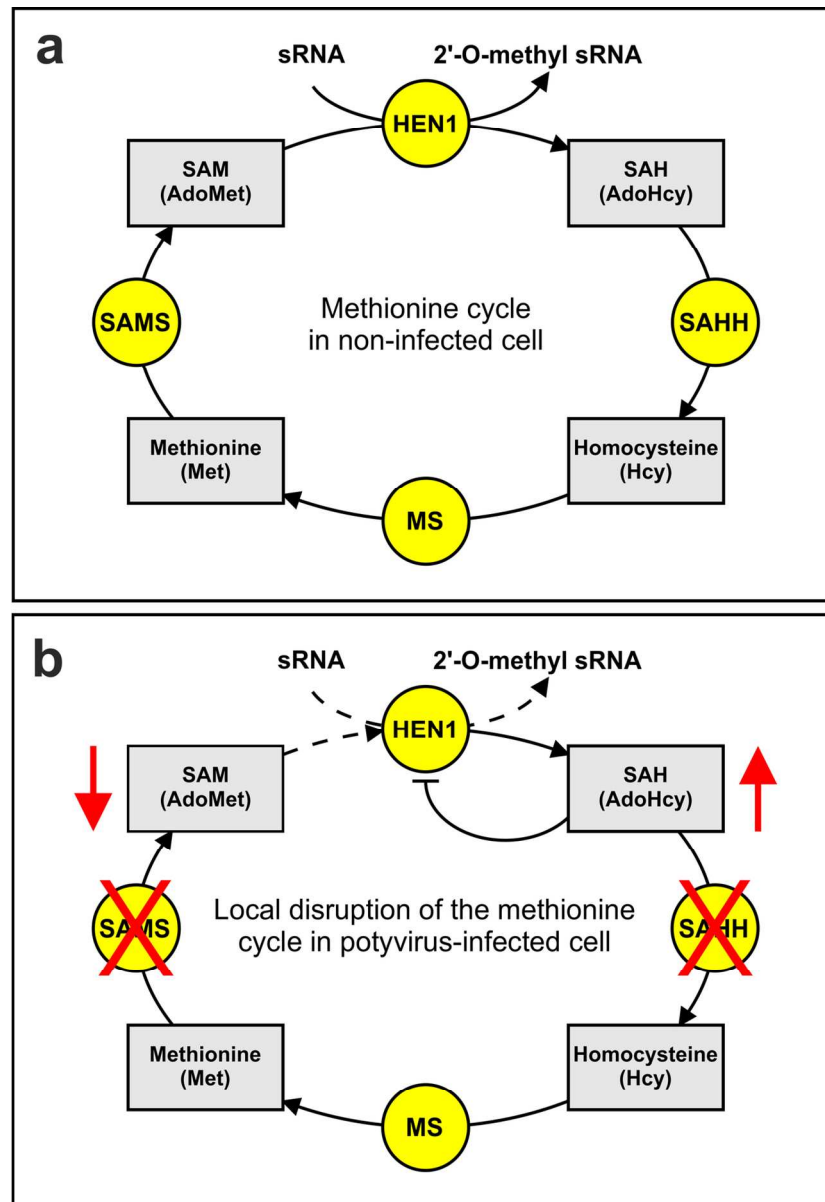 a
sRNA 2'-O-methyl sRNA
HEN1
SAM
(AdoMet)
SAH
(AdoHcy)
SAMS
Methionine cycle
in non-infected cell
SAHH
Methionine
(Met)
Homocysteine
(Hcy)
MS
b
sRNA 2'-O-methyl sRNA
HEN1
SAM
(AdoMet)
SAH
(AdoHcy)
SAMS
Local disruption of the methionine
cycle in potyvirus-infected cell
SAHH
Methionine
(Met)
Homocysteine
(Hcy)
MS